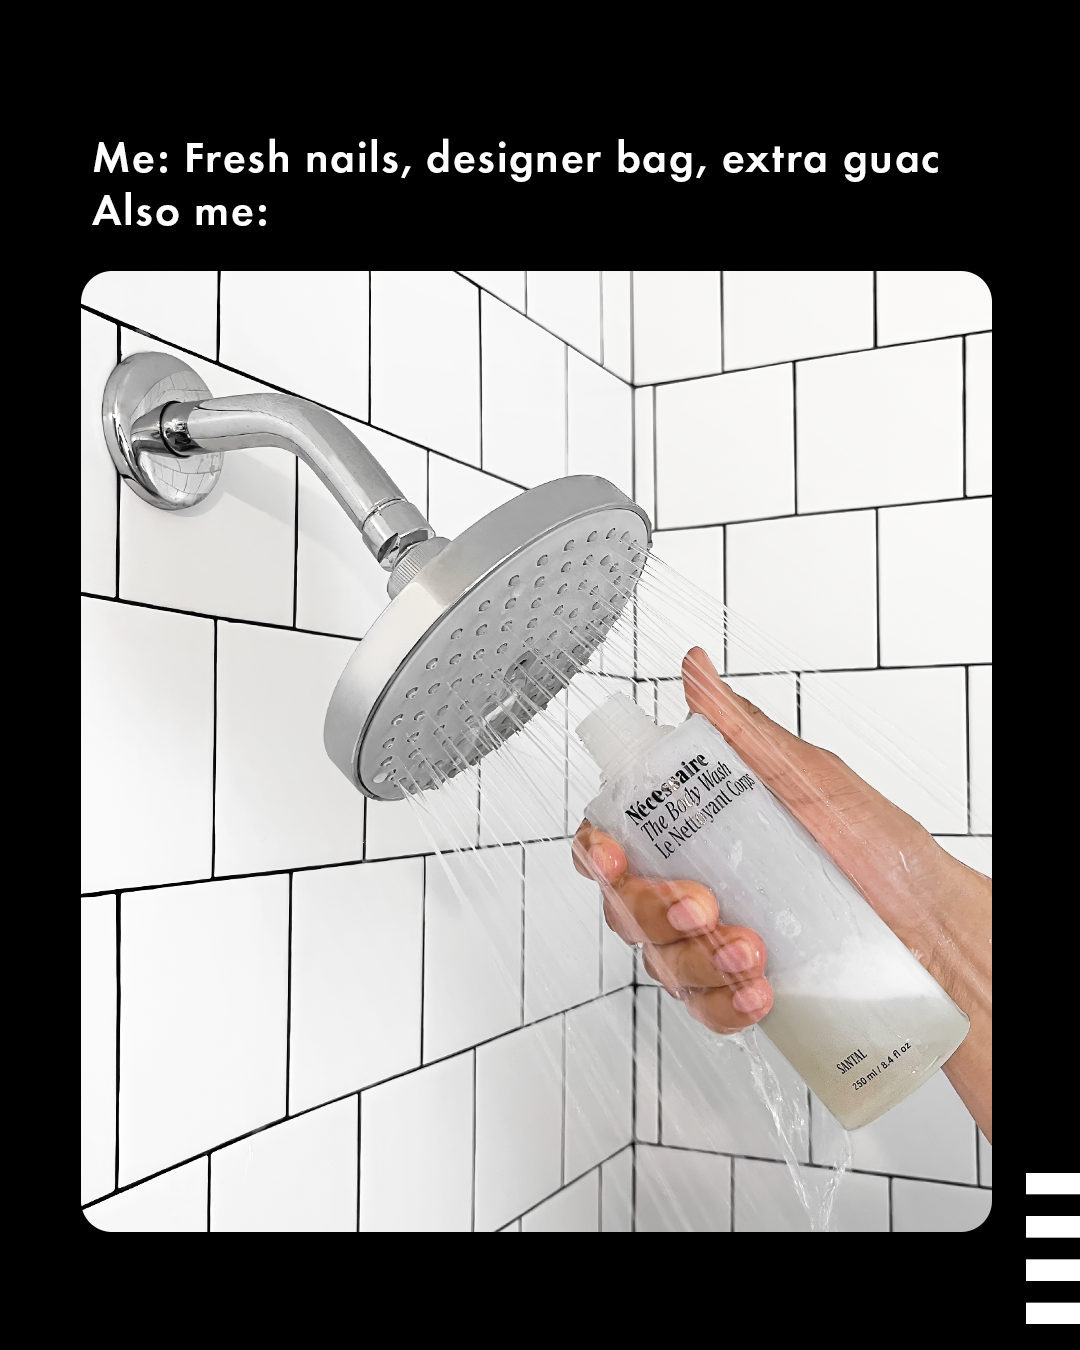 Me: Fresh nails, designer bag, extra guac
Also me:
Nécessaire
The Body Wash
Le Nettoyant Corps
SANTAL
250 ml / 8.4 fl oz